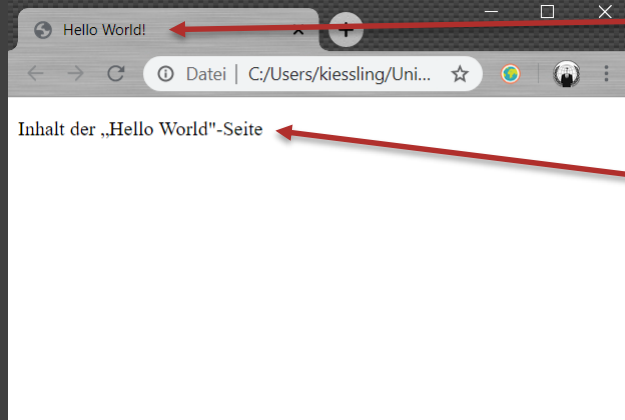 Hello World!
Datei | C:/Users/kiessling/Uni...
Inhalt der ,,Hello World"-Seite